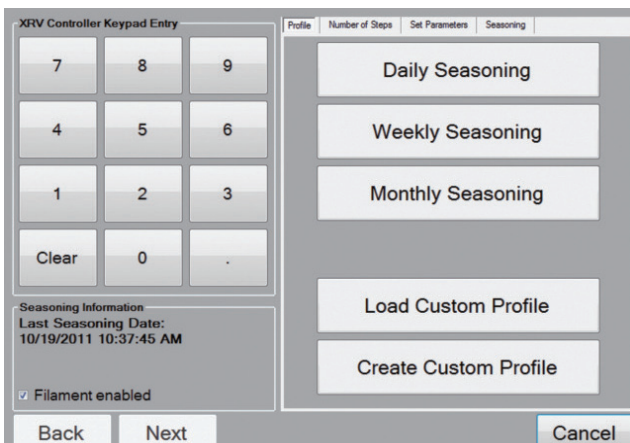 XRV Controller Keypad Entry
7 8 9
4 5 6
1 2 3
Clear 0 .
Seasoning Information
Last Seasoning Date:
10/19/2011 10:37:45 AM
Filament enabled
Back Next
Profile Number of Steps Set Parameters Seasoning
Daily Seasoning
Weekly Seasoning
Monthly Seasoning
Load Custom Profile
Create Custom Profile
Cancel